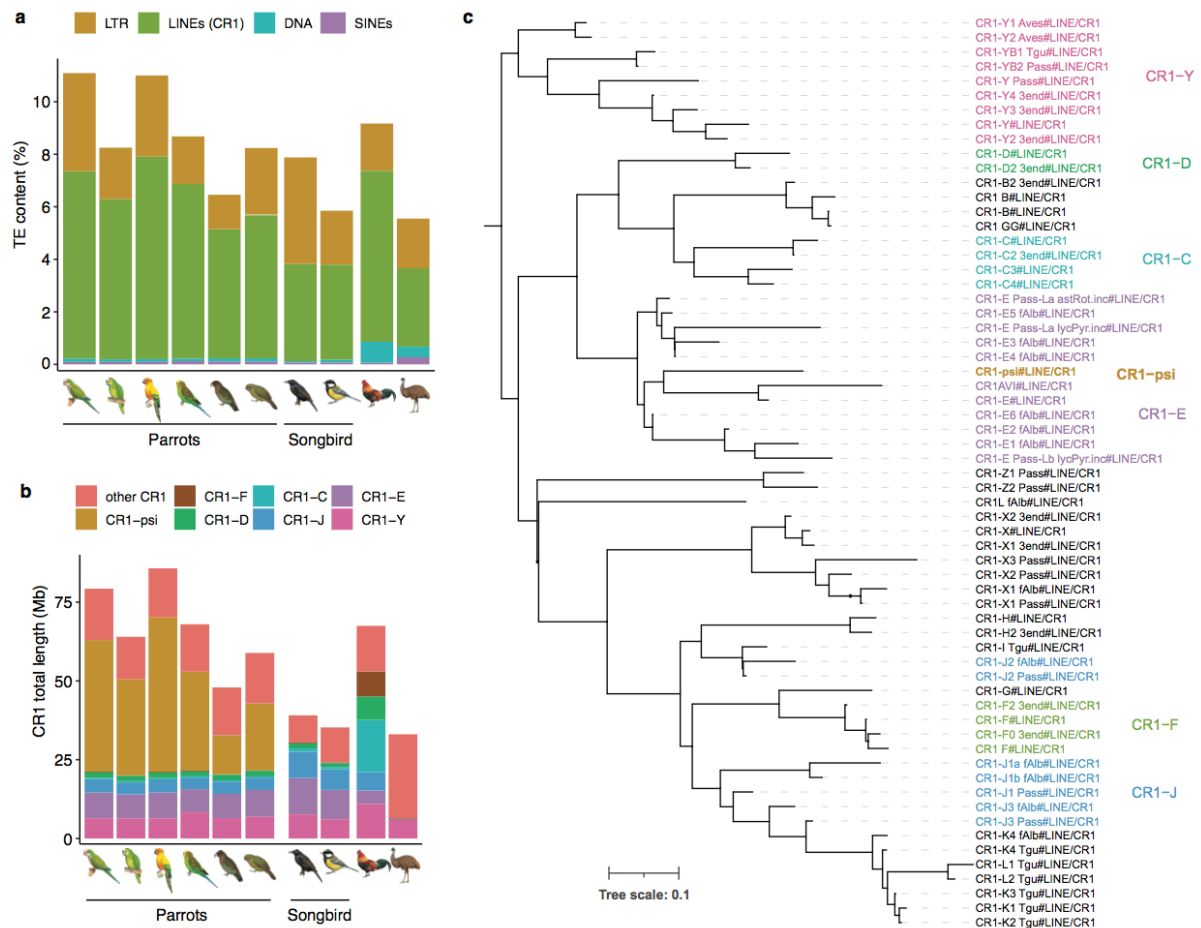 a
LTR
LINEs (CR1)
DNA
SINEs
TE content (%)
10
8
6
4
2
0
Parrots
Songbird
b
other CR1
CR1-F
CR1-C
CR1-E
CR1-psi
CR1-D
CR1-J
CR1-Y
CR1 total length (Mb)
75
50
25
0
Parrots
Songbird
c
CR1-Y1 Aves#LINE/CR1
CR1-Y2 Aves#LINE/CR1
CR1-YB1 Tgu#LINE/CR1
CR1-YB2 Pass#LINE/CR1
CR1-Y Pass#LINE/CR1
CR1-Y
CR1-Y4 3end#LINE/CR1
CR1-Y3 3end#LINE/CR1
CR1-Y#LINE/CR1
CR1-Y2 3end#LINE/CR1
CR1-D#LINE/CR1
CR1-D
CR1-D2 3end#LINE/CR1
CR1-B2 3end#LINE/CR1
CR1 B#LINE/CR1
CR1-B#LINE/CR1
CR1 GG#LINE/CR1
CR1-C#LINE/CR1
CR1-C2 3end#LINE/CR1
CR1-C
CR1-C3#LINE/CR1
CR1-C4#LINE/CR1
CR1-E Pass-La astRot.inc#LINE/CR1
CR1-E5 fAlb#LINE/CR1
CR1-E Pass-La lycPyr.inc#LINE/CR1
CR1-E3 fAlb#LINE/CR1
CR1-E4 fAlb#LINE/CR1
CR1-psi#LINE/CR1
CR1-psi
CR1AVI#LINE/CR1
CR1-E#LINE/CR1
CR1-E6 fAlb#LINE/CR1
CR1-E
CR1-E2 fAlb#LINE/CR1
CR1-E1 fAlb#LINE/CR1
CR1-E Pass-Lb lycPyr.inc#LINE/CR1
CR1-Z1 Pass#LINE/CR1
CR1-Z2 Pass#LINE/CR1
CR1L fAlb#LINE/CR1
CR1-X2 3end#LINE/CR1
CR1-X#LINE/CR1
CR1-X1 3end#LINE/CR1
CR1-X3 Pass#LINE/CR1
CR1-X2 Pass#LINE/CR1
CR1-X1 fAlb#LINE/CR1
CR1-X1 Pass#LINE/CR1
CR1-H#LINE/CR1
CR1-H2 3end#LINE/CR1
CR1-I Tgu#LINE/CR1
CR1-J2 fAlb#LINE/CR1
CR1-J2 Pass#LINE/CR1
CR1-G#LINE/CR1
CR1-F2 3end#LINE/CR1
CR1-F#LINE/CR1
CR1-F
CR1-F0 3end#LINE/CR1
CR1 F#LINE/CR1
CR1-J1a fAlb#LINE/CR1
CR1-J1b fAlb#LINE/CR1
CR1-J1 Pass#LINE/CR1
CR1-J
CR1-J3 fAlb#LINE/CR1
CR1-J3 Pass#LINE/CR1
CR1-K4 fAlb#LINE/CR1
CR1-K4 Tgu#LINE/CR1
CR1-L1 Tgu#LINE/CR1
CR1-L2 Tgu#LINE/CR1
CR1-K3 Tgu#LINE/CR1
CR1-K1 Tgu#LINE/CR1
CR1-K2 Tgu#LINE/CR1
Tree scale: 0.1